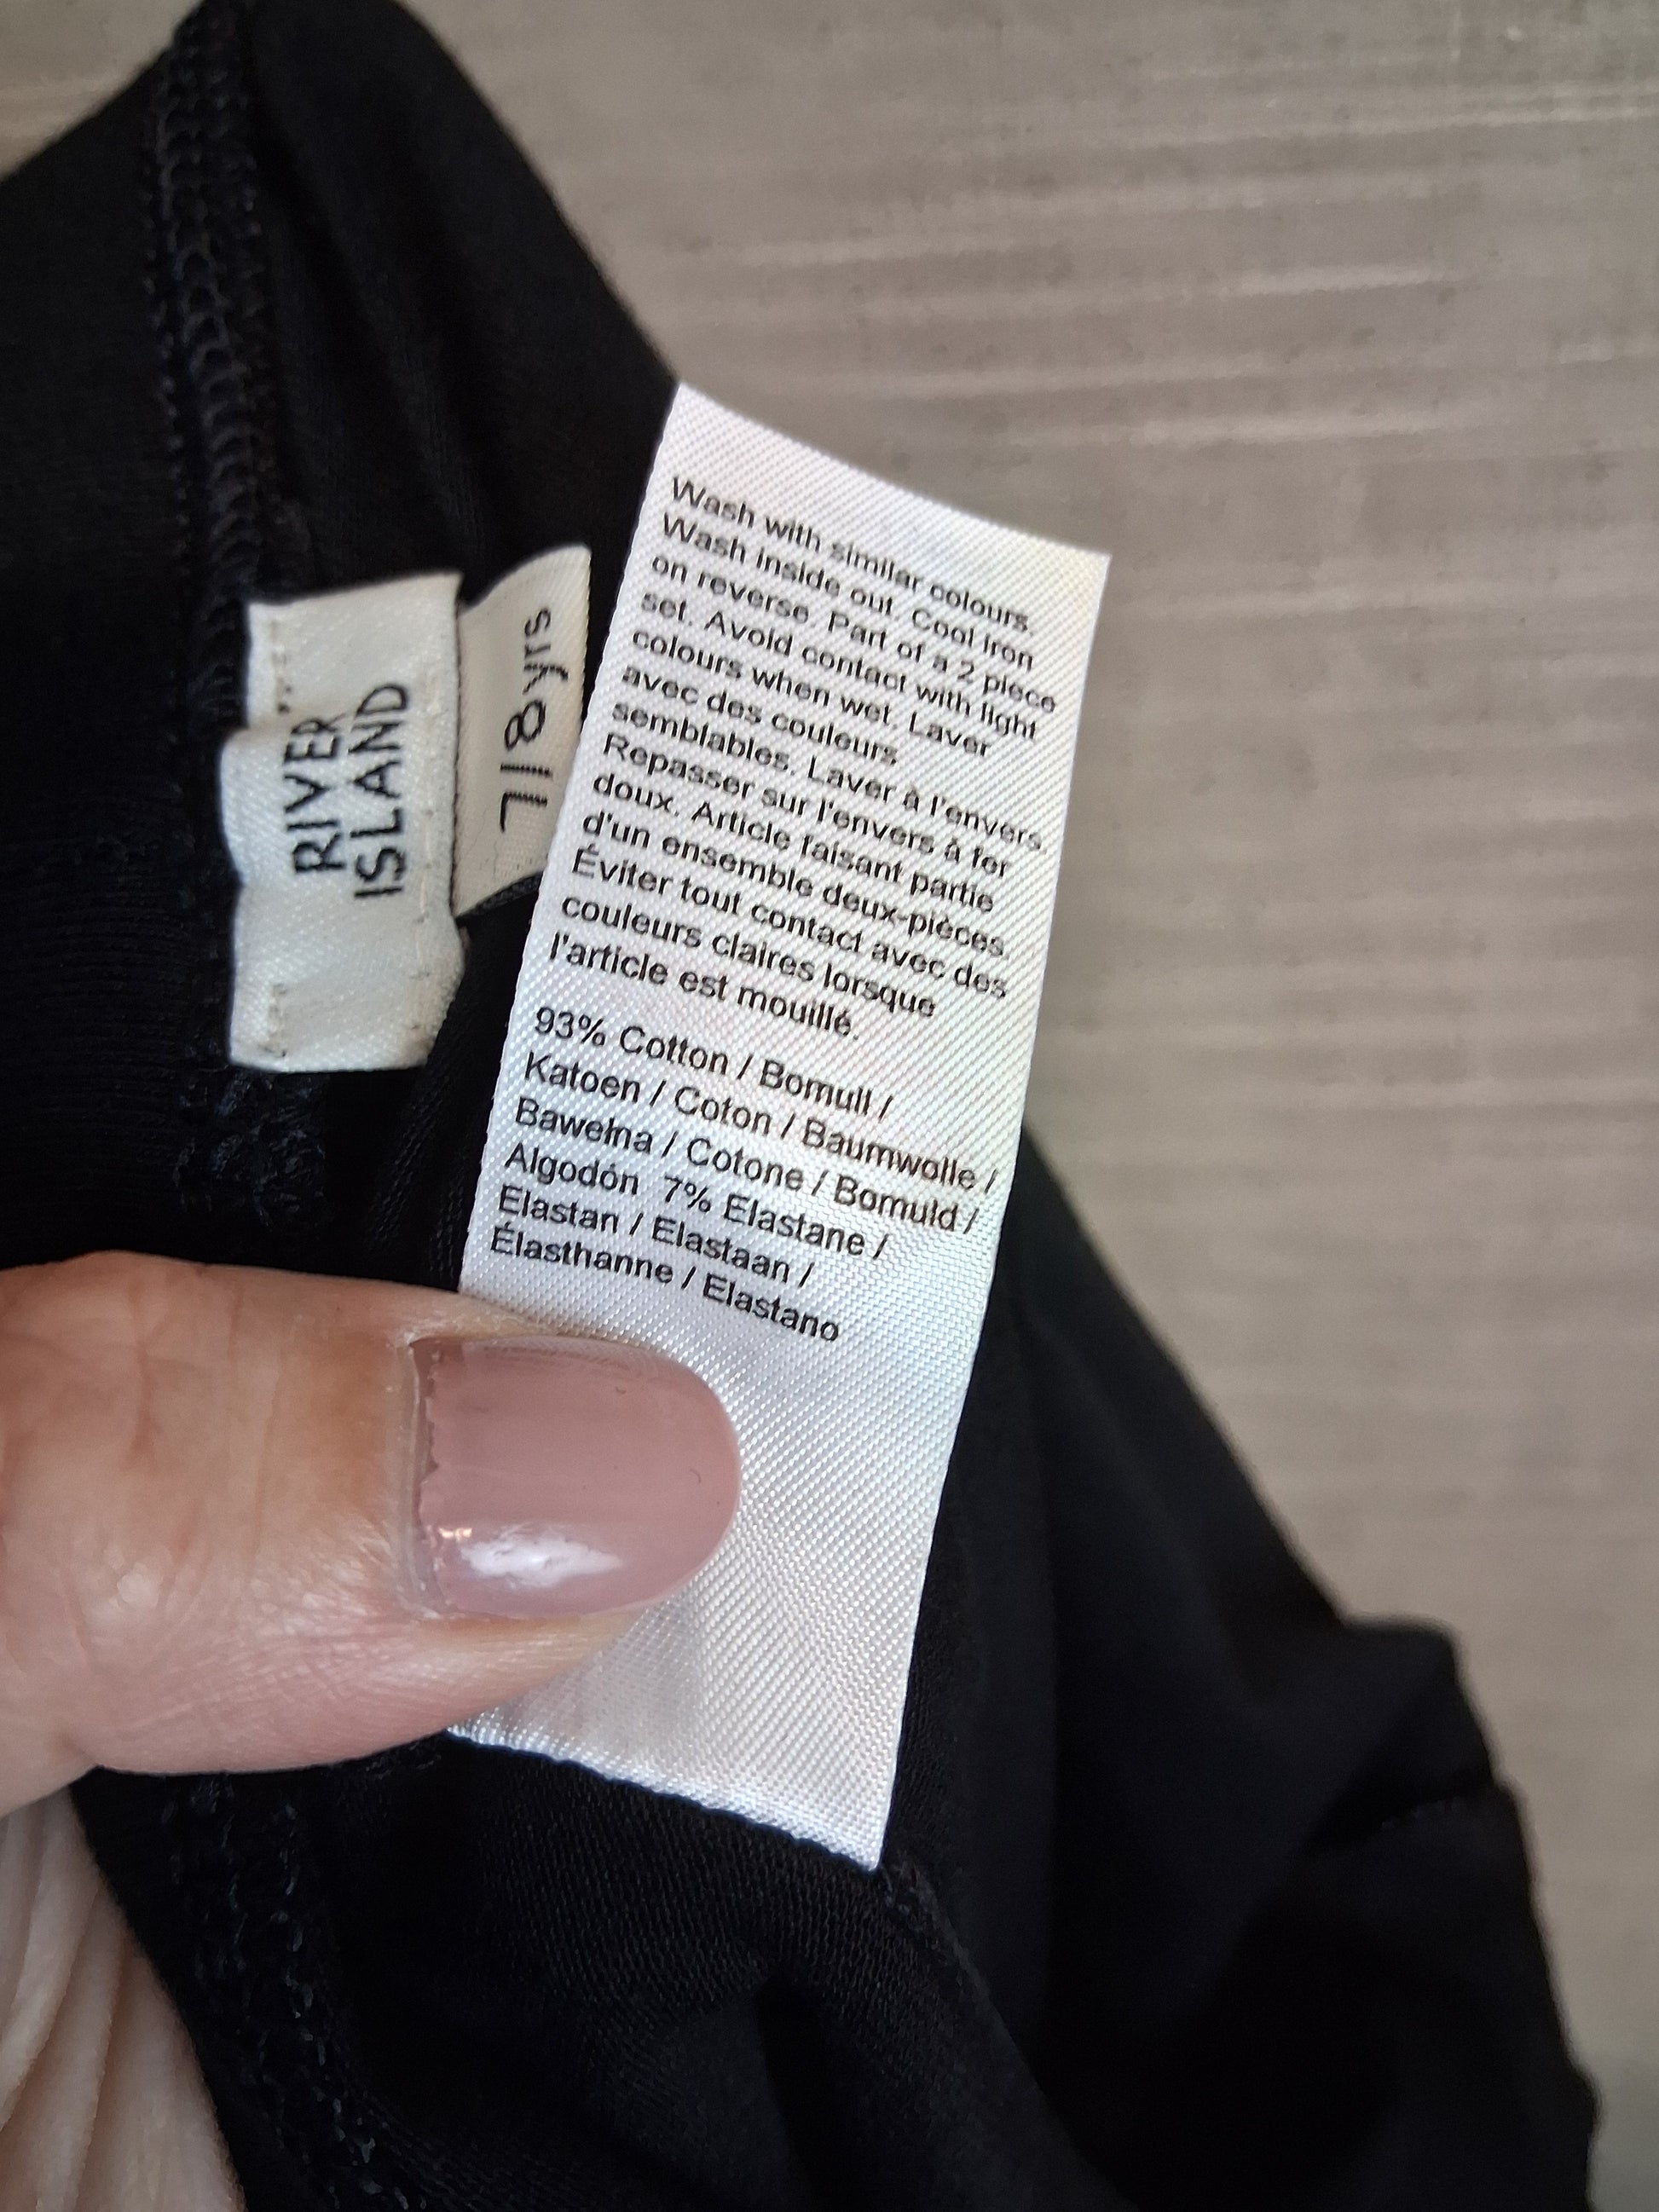 RIVER
ISLAND
7|8yrs
Wash with similar colours.
Wash inside out. Cool iron
on reverse. Part of a 2 piece
set. Avoid contact with light
colours when wet. Laver
avec des couleurs
semblables. Laver à l'envers
Repasser sur l'envers à fer
doux. Article faisant partie
d'un ensemble deux-pièces.
Éviter tout contact avec des
couleurs claires lorsque
l'article est mouillé.
93% Cotton / Bomull /
Katoen / Coton / Baumwolle /
Bawełna / Cotone / Bomuld /
Algodón 7% Elastane /
Elastan / Elastaan /
Élasthanne / Elastano